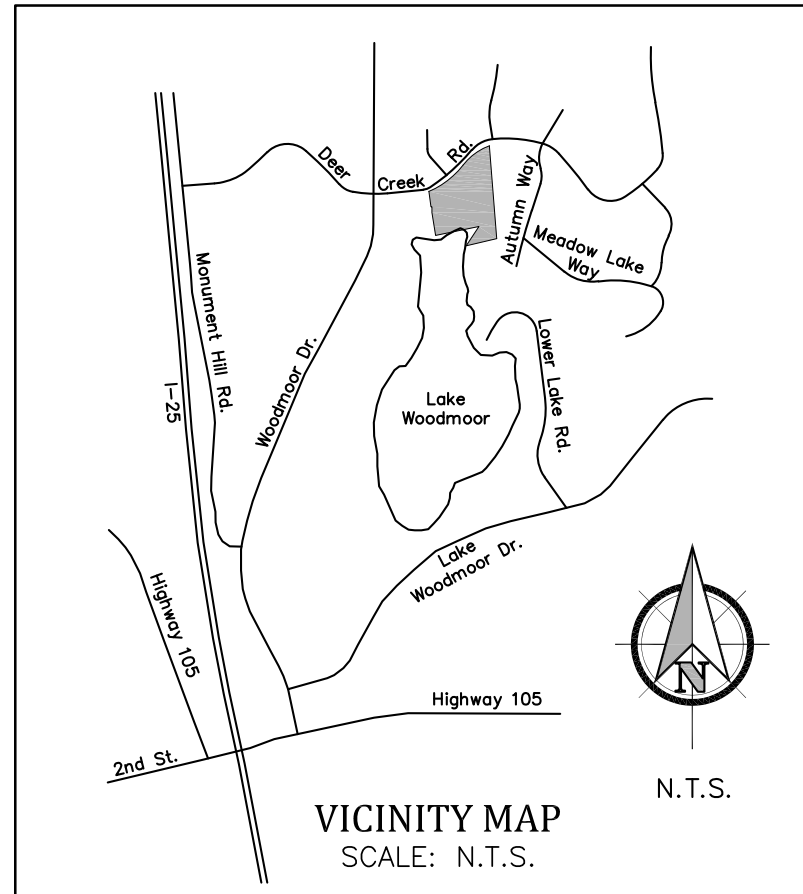 Deer
Creek
Rd.
Autumn Way
Meadow Lake
Way
Monument Hill Rd.
I-25
Woodmoor Dr.
Lower Lake Rd.
Lake
Woodmoor
Lake
Woodmoor Dr.
Highway 105
Highway 105
2nd St.
N
N.T.S.
VICINITY MAP
SCALE: N.T.S.